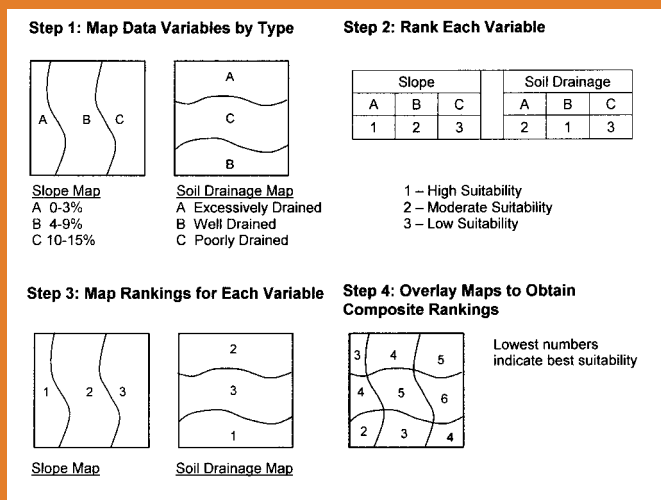 Step 1: Map Data Variables by Type
A
B
C
A
C
B
Slope Map
A 0-3%
B 4-9%
C 10-15%
Soil Drainage Map
A Excessively Drained
B Well Drained
C Poorly Drained
Step 2: Rank Each Variable
Slope Soil Drainage
A B C A B C
1 2 3 2 1 3
1 – High Suitability
2 – Moderate Suitability
3 – Low Suitability
Step 3: Map Rankings for Each Variable
1 2 3
2
3
1
Slope Map
Soil Drainage Map
Step 4: Overlay Maps to Obtain
Composite Rankings
3 4 5
4 5 6
2 3 4
Lowest numbers
indicate best suitability